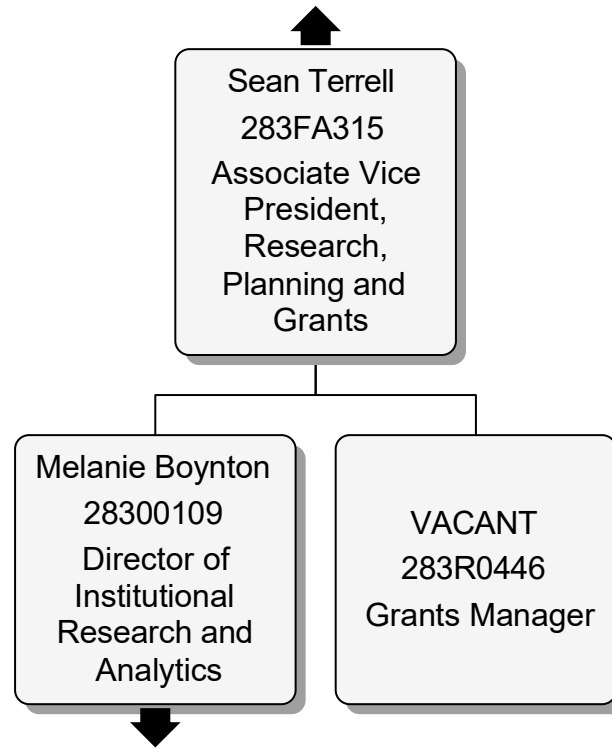 Sean Terrell
283FA315
Associate Vice
President,
Research,
Planning and
Grants
Melanie Boynton
28300109
Director of
Institutional
Research and
Analytics
VACANT
283R0446
Grants Manager